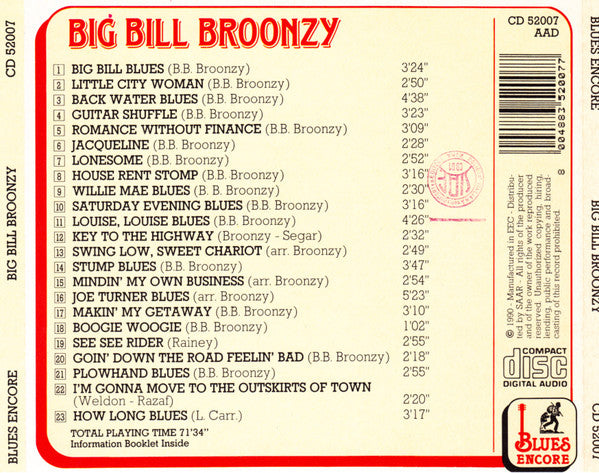 BIG BILL BROONZY
CD 52007
AAD
8 004883 520077
1 BIG BILL BLUES (B.B. Broonzy) 3'24"
2 LITTLE CITY WOMAN (B.B. Broonzy) 2'50"
3 BACK WATER BLUES (B.B. Broonzy) 4'38"
4 GUITAR SHUFFLE (B.B. Broonzy) 3'23"
5 ROMANCE WITHOUT FINANCE (B.B. Broonzy) 3'09"
6 JACQUELINE (B.B. Broonzy) 2'28"
7 LONESOME (B.B. Broonzy) 2'52"
8 HOUSE RENT STOMP (B.B. Broonzy) 3'16"
9 WILLIE MAE BLUES (B. B. Broonzy) 2'30"
10 SATURDAY EVENING BLUES (B.B. Broonzy) 3'16"
11 LOUISE, LOUISE BLUES (B.B. Broonzy) 4'26"
12 KEY TO THE HIGHWAY (Broonzy - Segar) 2'32"
13 SWING LOW, SWEET CHARIOT (arr. Broonzy) 2'49"
14 STUMP BLUES (B.B. Broonzy) 3'47"
15 MINDIN' MY OWN BUSINESS (arr. Broonzy) 2'54"
16 JOE TURNER BLUES (arr. Broonzy) 5'23"
17 MAKIN' MY GETAWAY (B.B. Broonzy) 3'10"
18 BOOGIE WOOGIE (B.B. Broonzy) 1'02"
19 SEE SEE RIDER (Rainey) 2'55"
20 GOIN' DOWN THE ROAD FEELIN' BAD (B.B. Broonzy) 2'18"
21 PLOWHAND BLUES (B.B. Broonzy) 2'55"
22 I'M GONNA MOVE TO THE OUTSKIRTS OF TOWN
(Weldon - Razaf) 2'20"
23 HOW LONG BLUES (L. Carr.) 3'17"
TOTAL PLAYING TIME 71'34"
Information Booklet Inside
© 1990 - Manufactured in EEC - Distribu-
ted by SAAR - All rights of the producer
and of the owner of the work reproduced
reserved. Unauthorized copying, hiring,
lending, public performance and broad-
casting of this record prohibited.
COMPACT
disc
DIGITAL AUDIO
BLUES
ENCORE
BLUES ENCORE BIG BILL BROONZY CD 52007
BLUES ENCORE BIG BILL BROONZY CD 52007